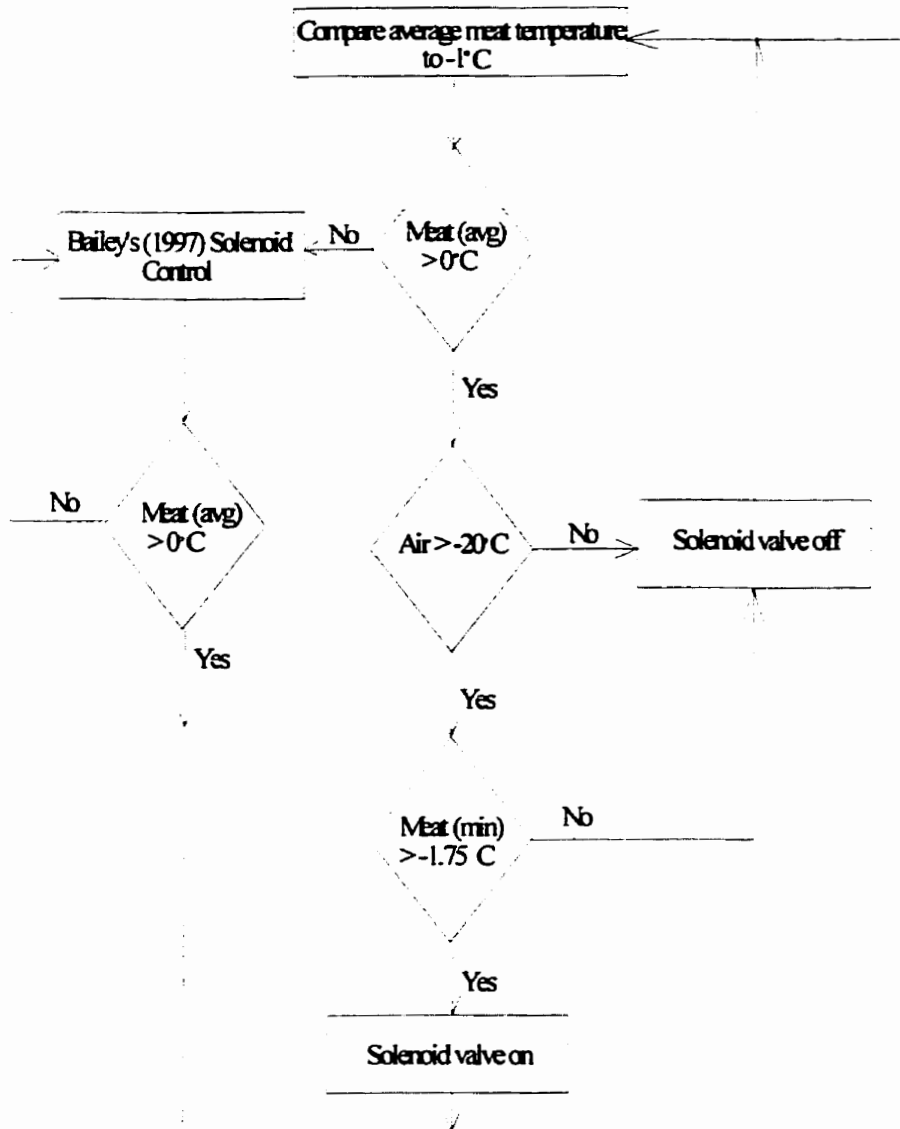 Compare average meat temperature
to -1°C
Bailey's (1997) Solenoid
Control
No
Meat (avg)
>0°C
Yes
No
Meat (avg)
>0°C
Air >-20°C
No
Solenoid valve off
Yes
Yes
Meat (min)
>-1.75 C
No
Yes
Solenoid valve on